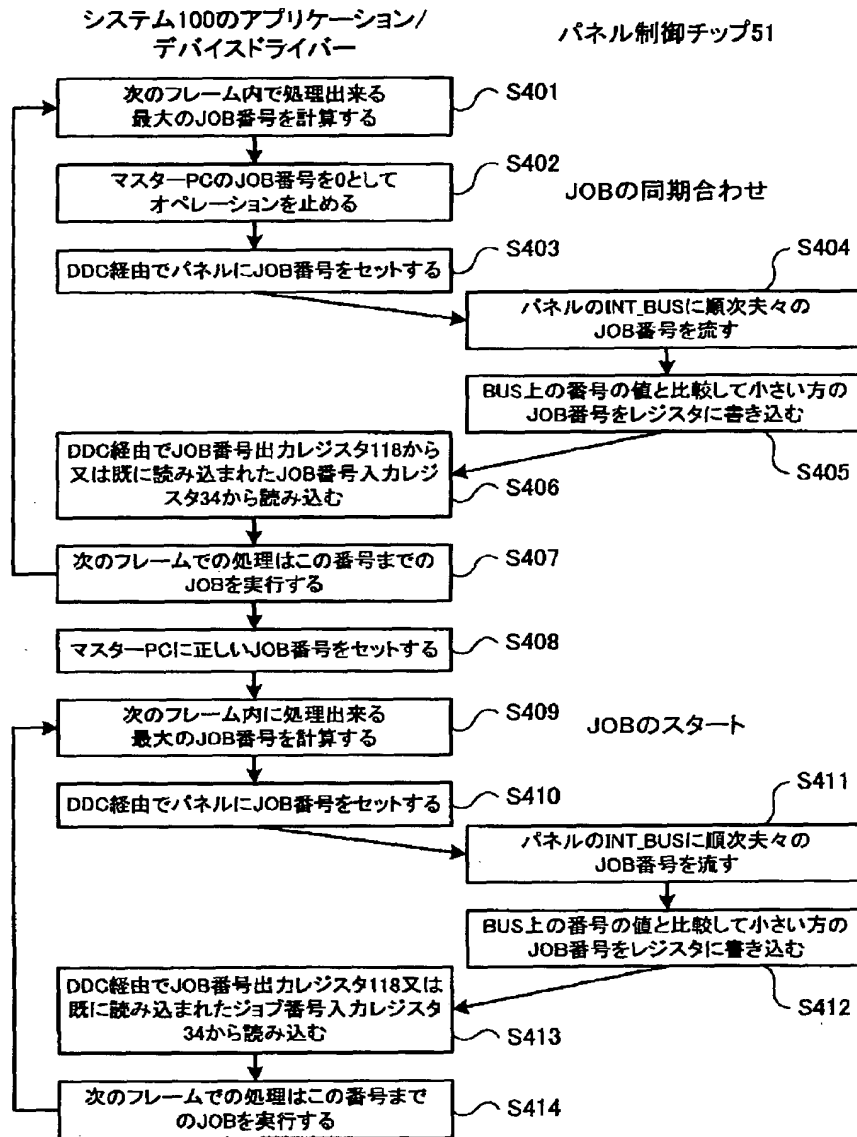 システム100のアプリケーション/
デバイスドライバー
パネル制御チップ51
次のフレーム内で処理出来る
最大のJOB番号を計算する
S401
マスターPCのJOB番号を0として
オペレーションを止める
S402
JOBの同期合わせ
DDC経由でパネルにJOB番号をセットする
S403
S404
パネルのINT_BUSに順次夫々の
JOB番号を流す
BUS上の番号の値と比較して小さい方の
JOB番号をレジスタに書き込む
S405
DDC経由でJOB番号出力レジスタ118から
又は既に読み込まれたJOB番号入力レジ
スタ34から読み込む
S406
次のフレームでの処理はこの番号までの
JOBを実行する
S407
マスターPCに正しいJOB番号をセットする
S408
次のフレーム内に処理出来る
最大のJOB番号を計算する
S409
JOBのスタート
DDC経由でパネルにJOB番号をセットする
S410
S411
パネルのINT_BUSに順次夫々の
JOB番号を流す
BUS上の番号の値と比較して小さい方の
JOB番号をレジスタに書き込む
S412
DDC経由でJOB番号出力レジスタ118又は
既に読み込まれたジョブ番号入力レジスタ
34から読み込む
S413
次のフレームでの処理はこの番号まで
のJOBを実行する
S414